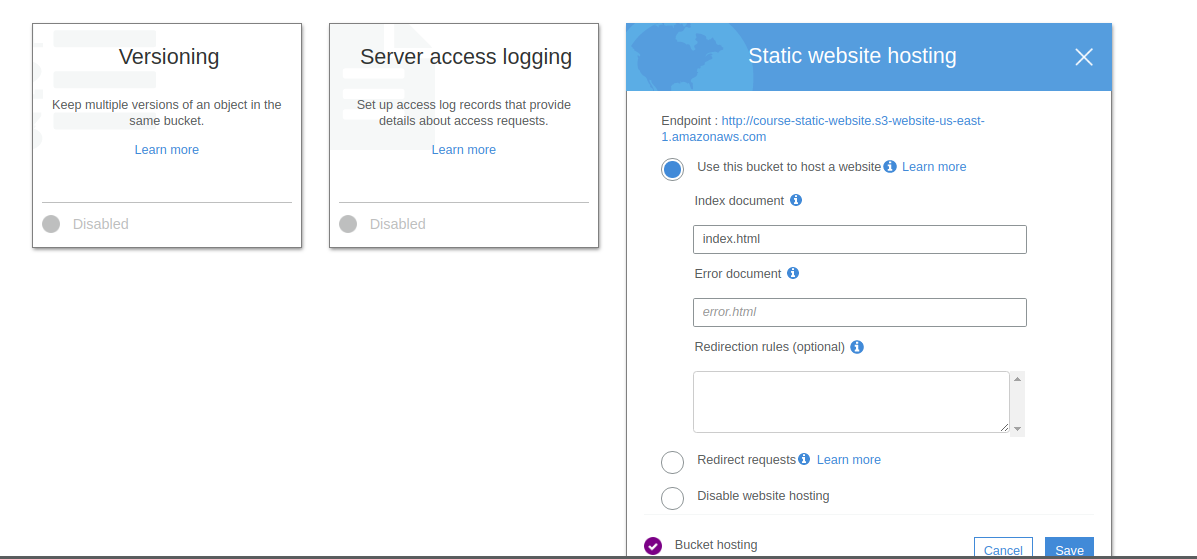 Versioning
Keep multiple versions of an object in the
same bucket.
Learn more
Disabled
Server access logging
Set up access log records that provide
details about access requests.
Learn more
Disabled
Static website hosting
Endpoint : http://course-static-website.s3-website-us-east-
1.amazonaws.com
Use this bucket to host a website Learn more
Index document
index.html
Error document
error.html
Redirection rules (optional)
Redirect requests Learn more
Disable website hosting
Bucket hosting
Cancel Save